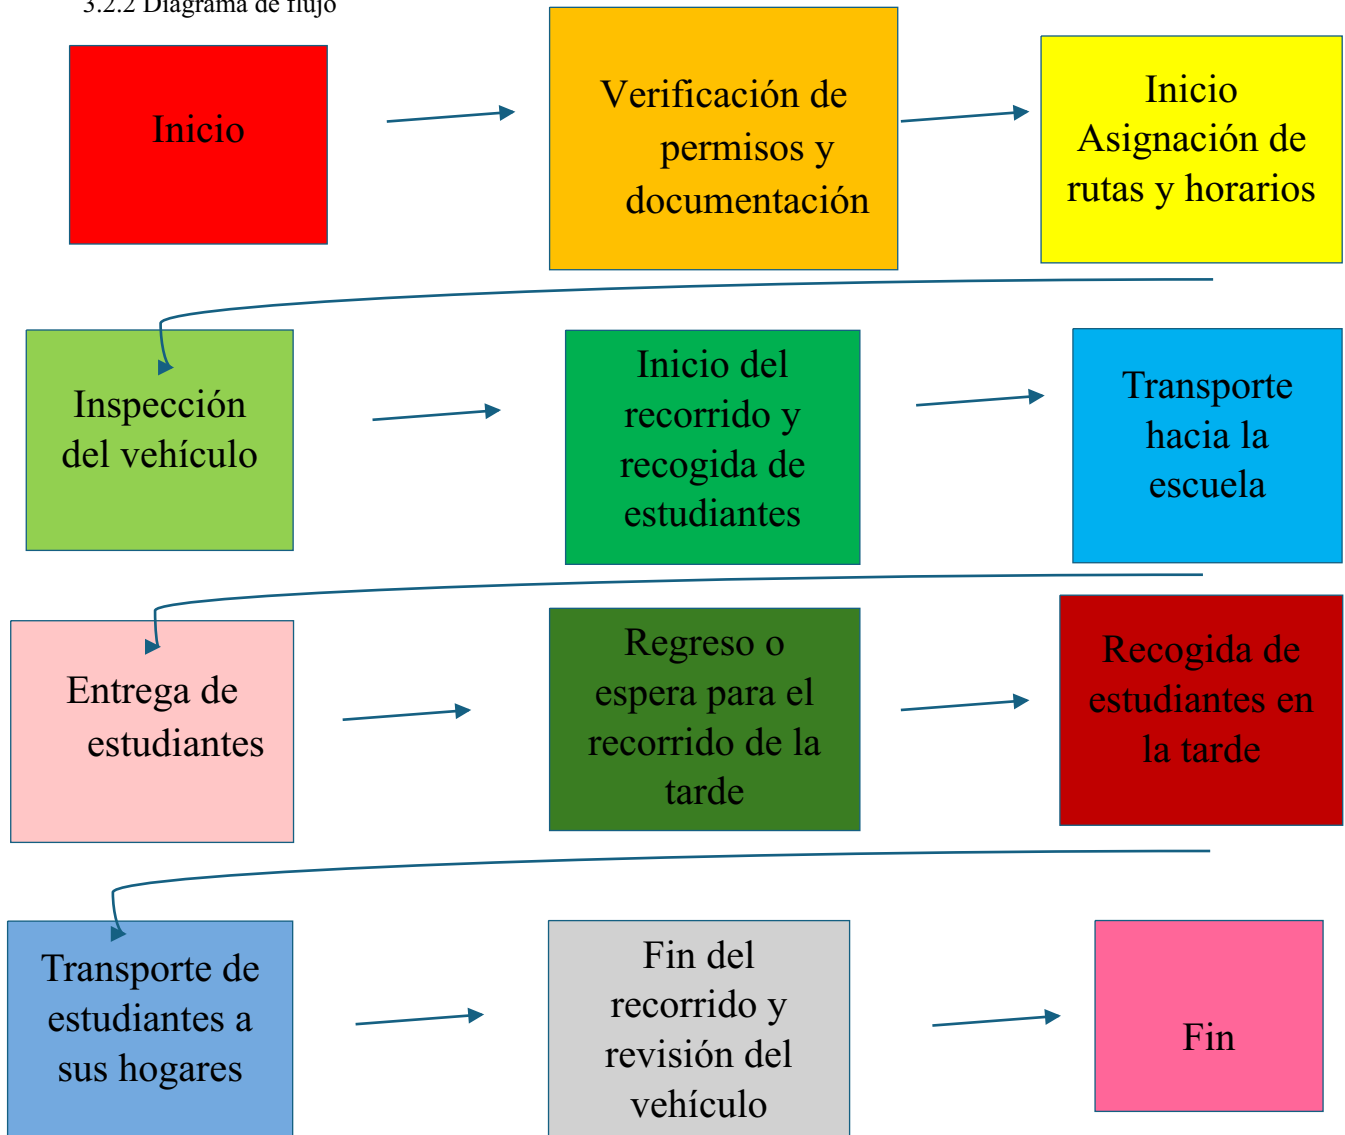 3.2.2 Diagrama de flujo
Inicio
Verificación de
permisos y
documentación
Inicio
Asignación de
rutas y horarios
Inspección
del vehículo
Inicio del
recorrido y
recogida de
estudiantes
Transporte
hacia la
escuela
Entrega de
estudiantes
Regreso o
espera para el
recorrido de la
tarde
Recogida de
estudiantes en
la tarde
Transporte de
estudiantes a
sus hogares
Fin del
recorrido y
revisión del
vehículo
Fin